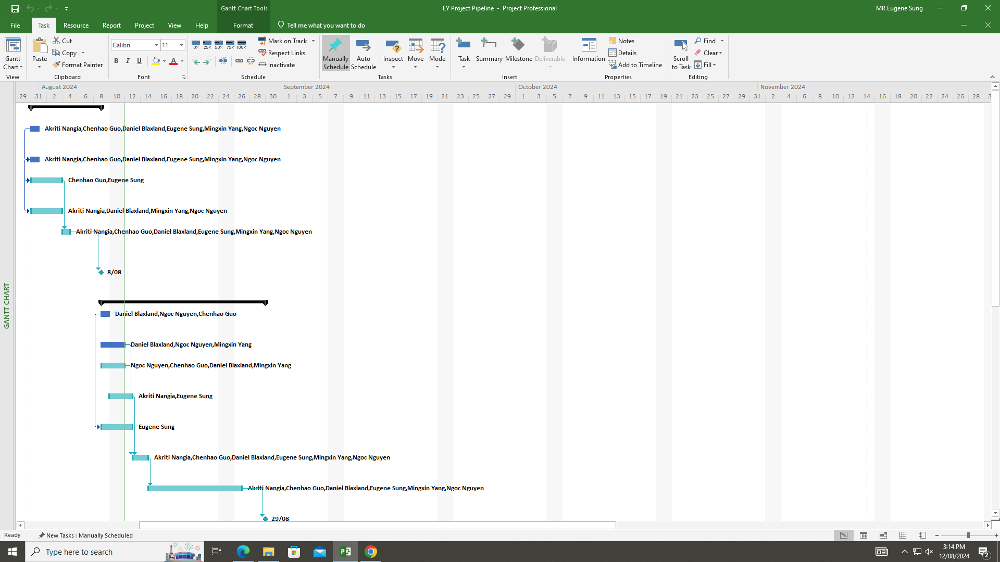 Gantt Chart Tools
EY Project Pipeline - Project Professional
MR Eugene Sung
File Task Resource Report Project View Help Format Tell me what you want to do
Gantt Chart
View
Paste
Cut
Copy
Format Painter
Clipboard
Calibri 11
B I U A
Font
0% 25% 50% 75% 100%
Mark on Track
Respect Links
Inactivate
Schedule
Manually Schedule
Auto Schedule
Inspect
Move
Mode
Tasks
Task
Summary
Milestone
Deliverable
Insert
Information
Notes
Details
Add to Timeline
Properties
Scroll to Task
Find
Clear
Fill
Editing
August 2024 September 2024 October 2024 November 2024
29 31 2 4 6 8 10 12 14 16 18 20 22 24 26 28 30 1 3 5 7 9 11 13 15 17 19 21 23 25 27 29 1 3 5 7 9 11 13 15 17 19 21 23 25 27 29 31 2 4 6 8 10 12 14 16 18 20 22 24 26 28
GANTT CHART
Akriti Nangia,Chenhao Guo,Daniel Blaxland,Eugene Sung,Mingxin Yang,Ngoc Nguyen
Akriti Nangia,Chenhao Guo,Daniel Blaxland,Eugene Sung,Mingxin Yang,Ngoc Nguyen
Chenhao Guo,Eugene Sung
Akriti Nangia,Daniel Blaxland,Mingxin Yang,Ngoc Nguyen
Akriti Nangia,Chenhao Guo,Daniel Blaxland,Eugene Sung,Mingxin Yang,Ngoc Nguyen
8/08
Daniel Blaxland,Ngoc Nguyen,Chenhao Guo
Daniel Blaxland,Ngoc Nguyen,Mingxin Yang
Ngoc Nguyen,Chenhao Guo,Daniel Blaxland,Mingxin Yang
Akriti Nangia,Eugene Sung
Eugene Sung
Akriti Nangia,Chenhao Guo,Daniel Blaxland,Eugene Sung,Mingxin Yang,Ngoc Nguyen
Akriti Nangia,Chenhao Guo,Daniel Blaxland,Eugene Sung,Mingxin Yang,Ngoc Nguyen
29/08
Ready New Tasks : Manually Scheduled
Type here to search
3:14 PM
12/08/2024
2